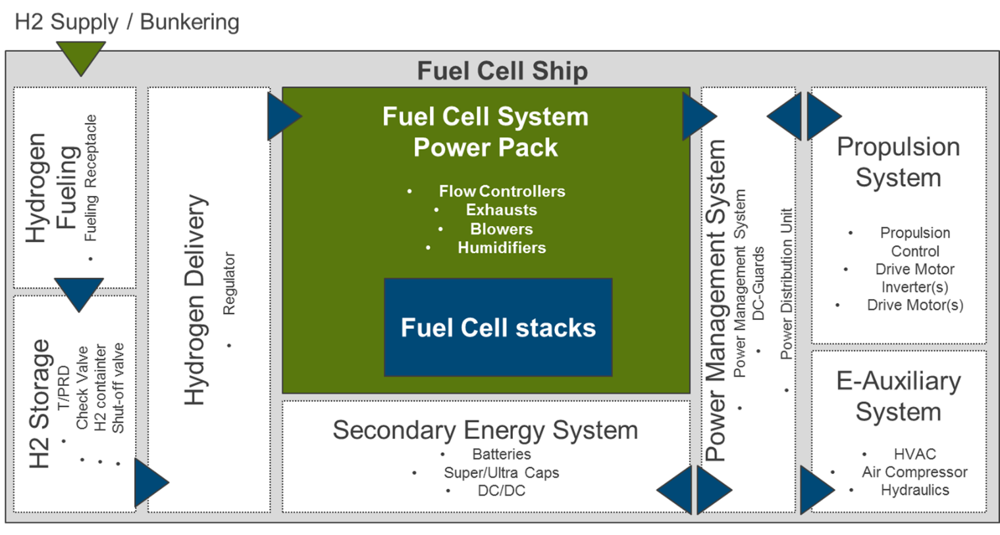 H2 Supply / Bunkering
Fuel Cell Ship
Hydrogen
Fueling
• Fueling Receptacle
H2 Storage
• T/PRD
• Check Valve
• H2 containter
• Shut-off valve
Hydrogen Delivery
• Regulator
Fuel Cell System
Power Pack
• Flow Controllers
• Exhausts
• Blowers
• Humidifiers
Fuel Cell stacks
Secondary Energy System
• Batteries
• Super/Ultra Caps
• DC/DC
Power Management System
• Power Management System
• DC-Guards
• Power Distribution Unit
Propulsion
System
• Propulsion
Control
• Drive Motor
Inverter(s)
• Drive Motor(s)
E-Auxiliary
System
• HVAC
• Air Compressor
• Hydraulics